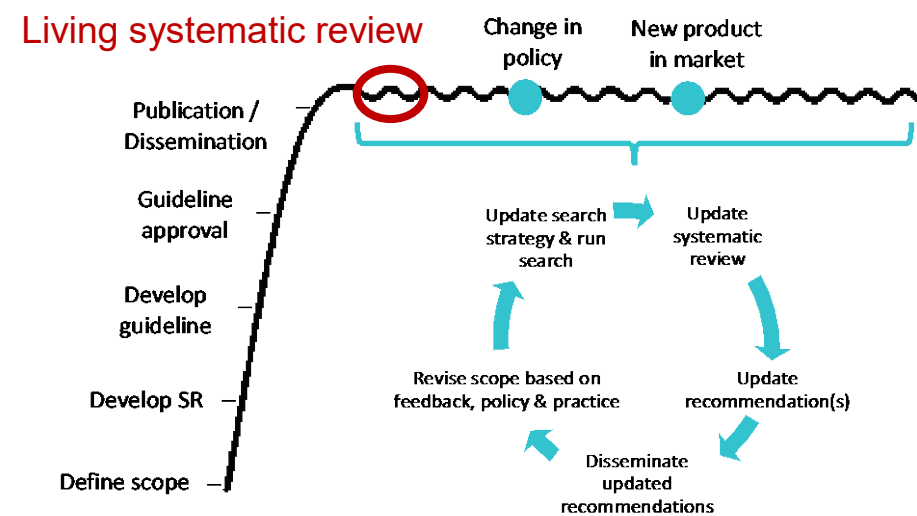 Living systematic review
Change in
policy
New product
in market
Publication /
Dissemination
Guideline
approval
Develop
guideline
Develop SR
Define scope
Update search
strategy & run
search
Update
systematic
review
Update
recommendation(s)
Disseminate
updated
recommendations
Revise scope based on
feedback, policy & practice